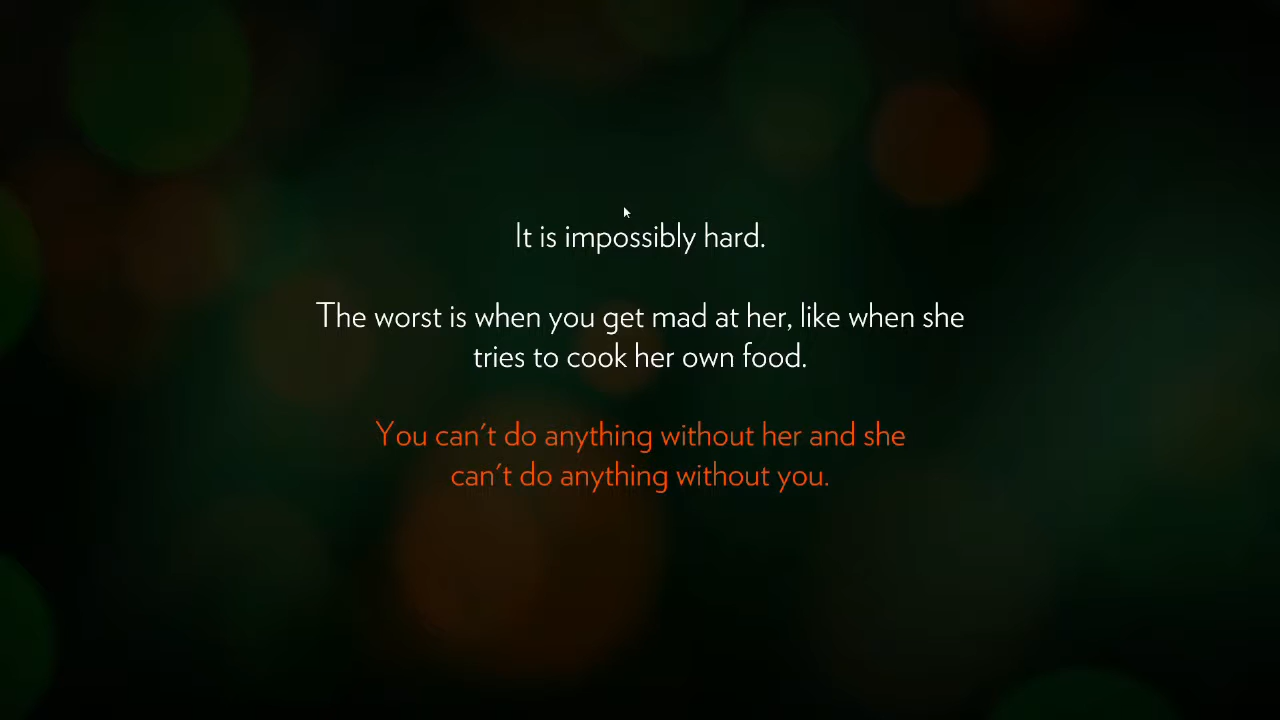 It is impossibly hard.
The worst is when you get mad at her, like when she
tries to cook her own food.
You can't do anything without her and she
can't do anything without you.